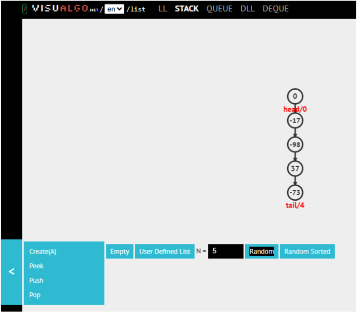 7 VISUALGO.NET/ en /list LL STACK QUEUE DLL DEQUE
0
head/0
-17
-98
37
-73
tail/4
< Create(A) Empty User Defined List N = 5 Random Random Sorted
Peek
Push
Pop